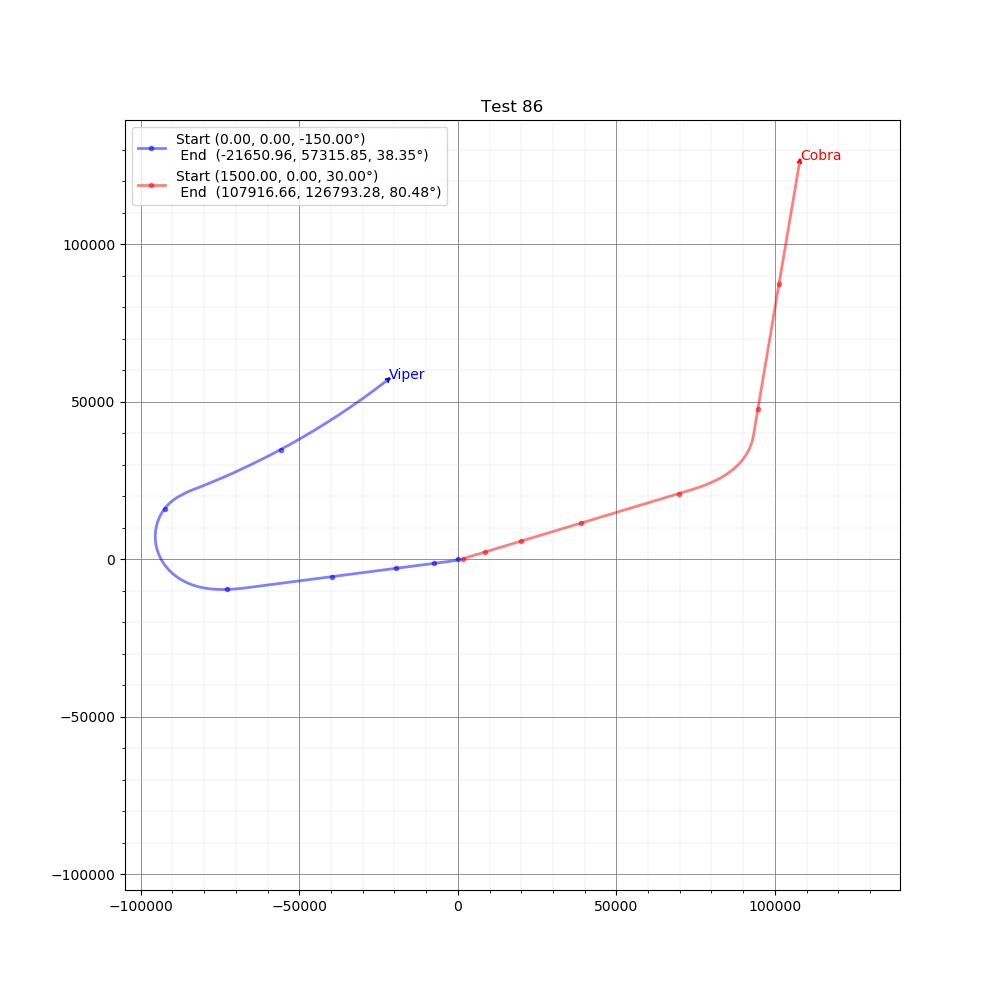 Test 86
Start (0.00, 0.00, -150.00°)
End (-21650.96, 57315.85, 38.35°)
Start (1500.00, 0.00, 30.00°)
End (107916.66, 126793.28, 80.48°)
Cobra
Viper
100000
50000
0
−50000
−100000
−100000
−50000
0
50000
100000